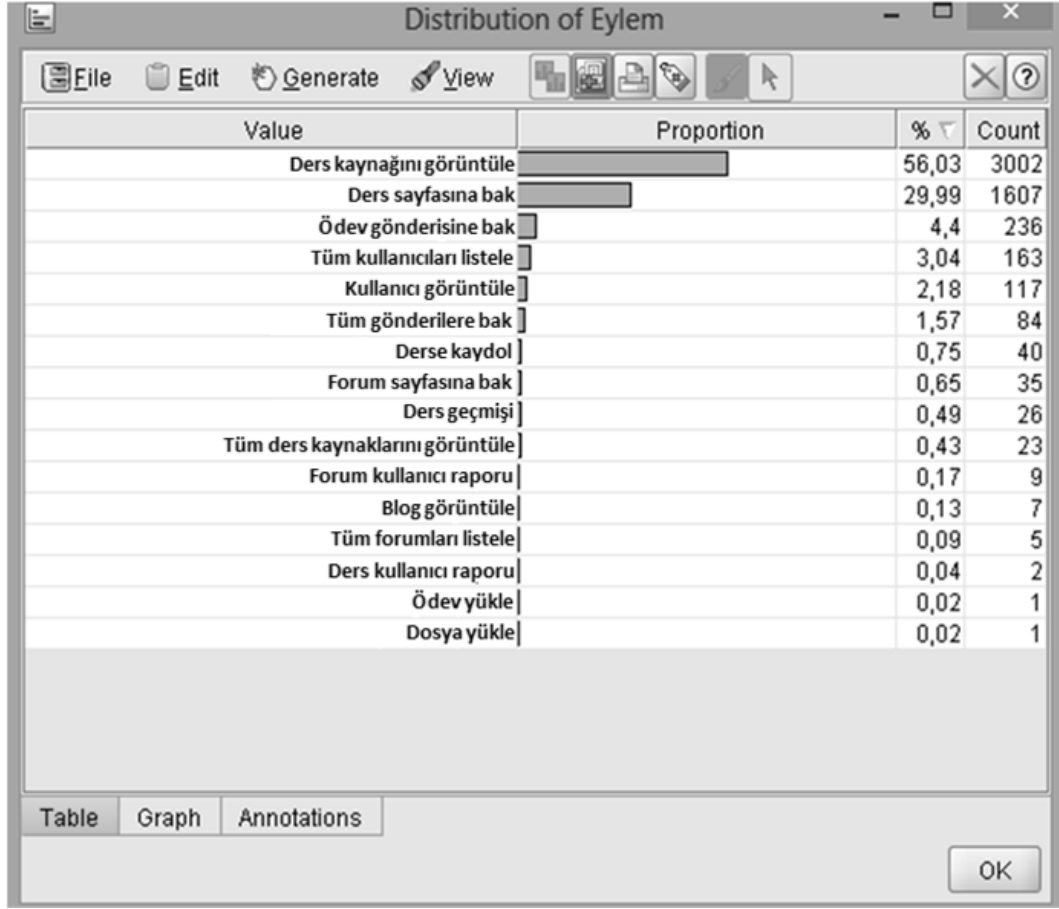 Distribution of Eylem
File Edit Generate View
Value Proportion % Count
Ders kaynağını görüntüle 56,03 3002
Ders sayfasına bak 29,99 1607
Ödev gönderisine bak 4,4 236
Tüm kullanıcıları listele 3,04 163
Kullanıcı görüntüle 2,18 117
Tüm gönderilere bak 1,57 84
Derse kaydol 0,75 40
Forum sayfasına bak 0,65 35
Ders geçmişi 0,49 26
Tüm ders kaynaklarını görüntüle 0,43 23
Forum kullanıcı raporu 0,17 9
Blog görüntüle 0,13 7
Tüm forumları listele 0,09 5
Ders kullanıcı raporu 0,04 2
Ödev yükle 0,02 1
Dosya yükle 0,02 1
Table Graph Annotations
OK